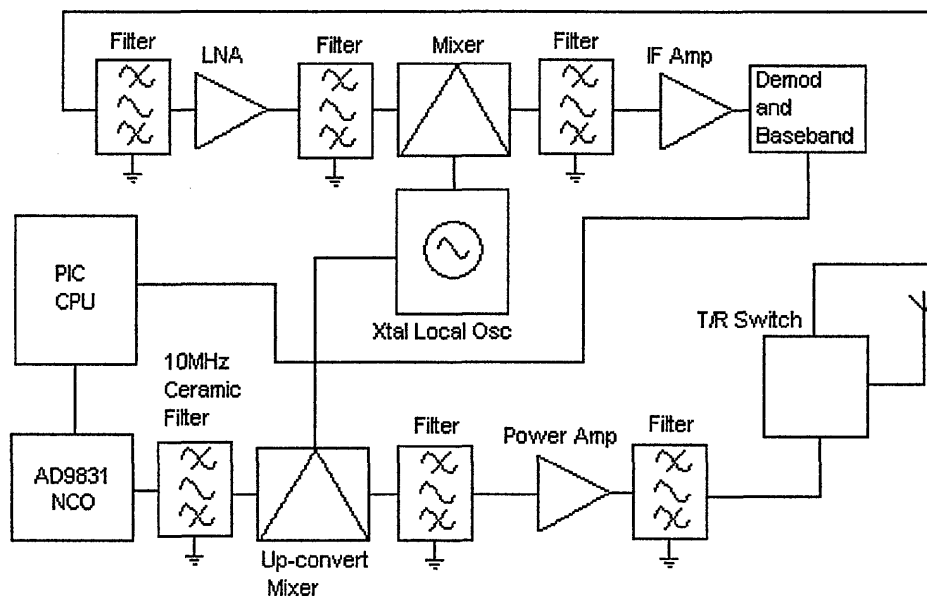 Filter
LNA
Filter
Mixer
Filter
IF Amp
Demod
and
Baseband
PIC
CPU
Xtal Local Osc
T/R Switch
10MHz
Ceramic
Filter
AD9831
NCO
Up-convert
Mixer
Filter
Power Amp
Filter